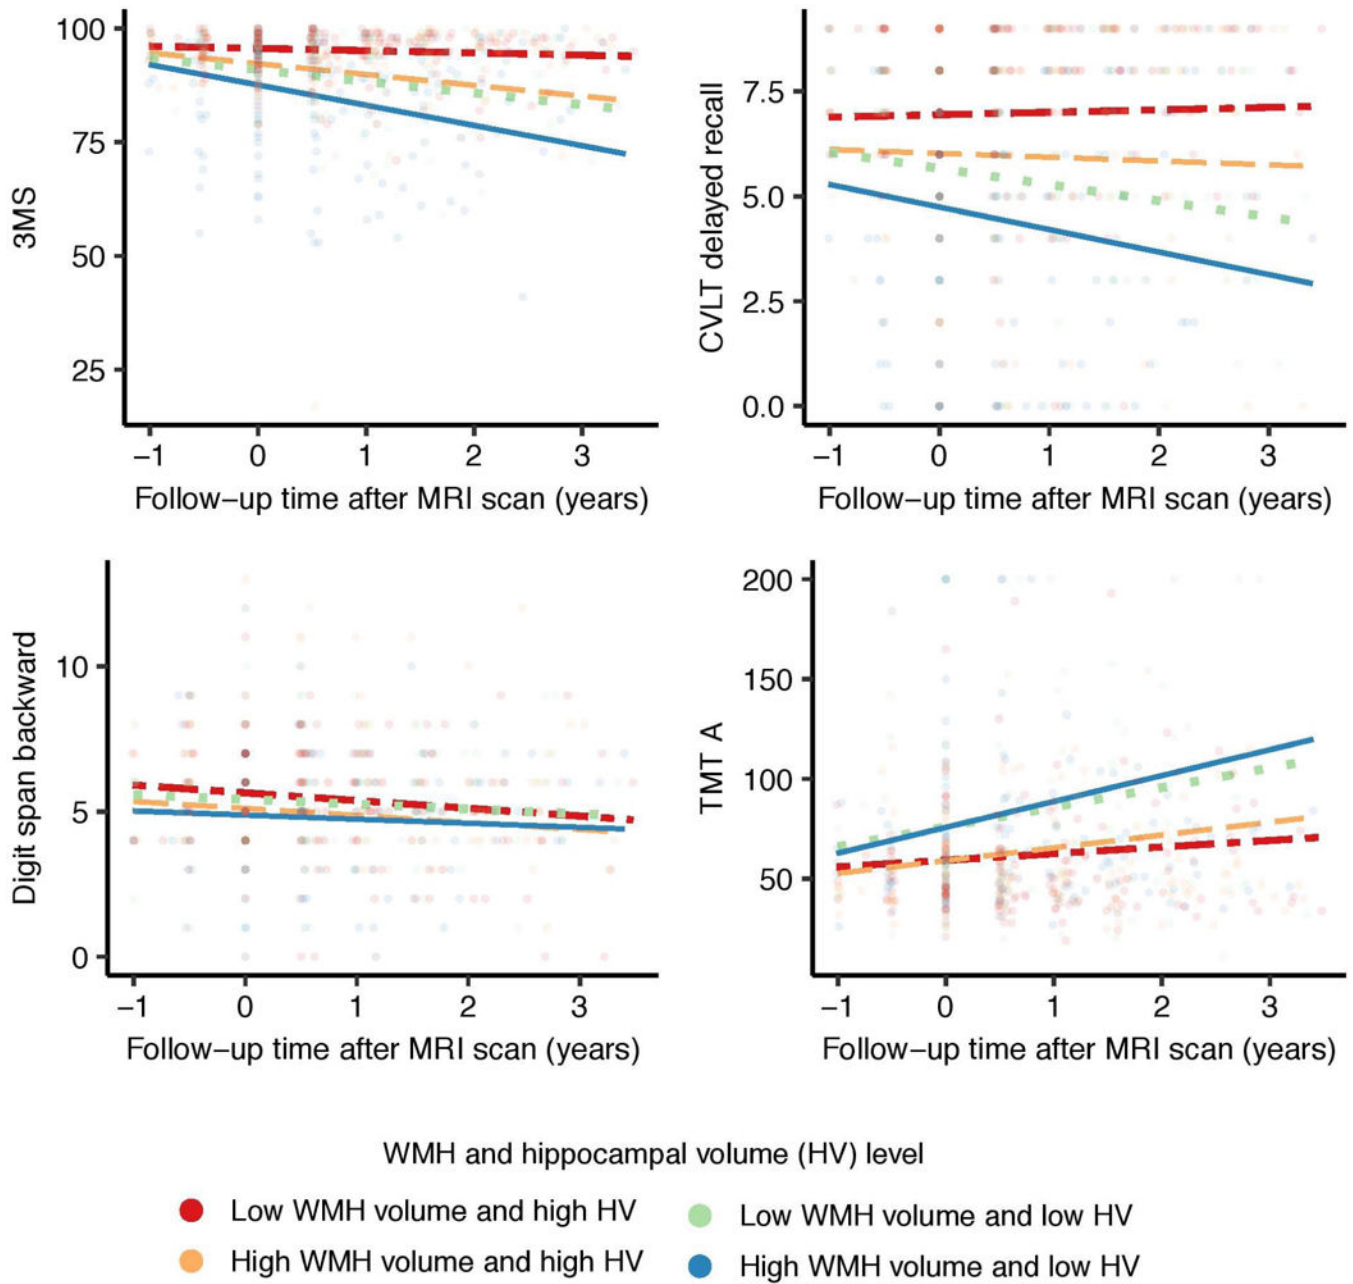 3MS
100
75
50
25
−1 0 1 2 3
Follow−up time after MRI scan (years)
CVLT delayed recall
7.5
5.0
2.5
0.0
−1 0 1 2 3
Follow−up time after MRI scan (years)
Digit span backward
10
5
0
−1 0 1 2 3
Follow−up time after MRI scan (years)
TMT A
200
150
100
50
−1 0 1 2 3
Follow−up time after MRI scan (years)
WMH and hippocampal volume (HV) level
Low WMH volume and high HV
Low WMH volume and low HV
High WMH volume and high HV
High WMH volume and low HV